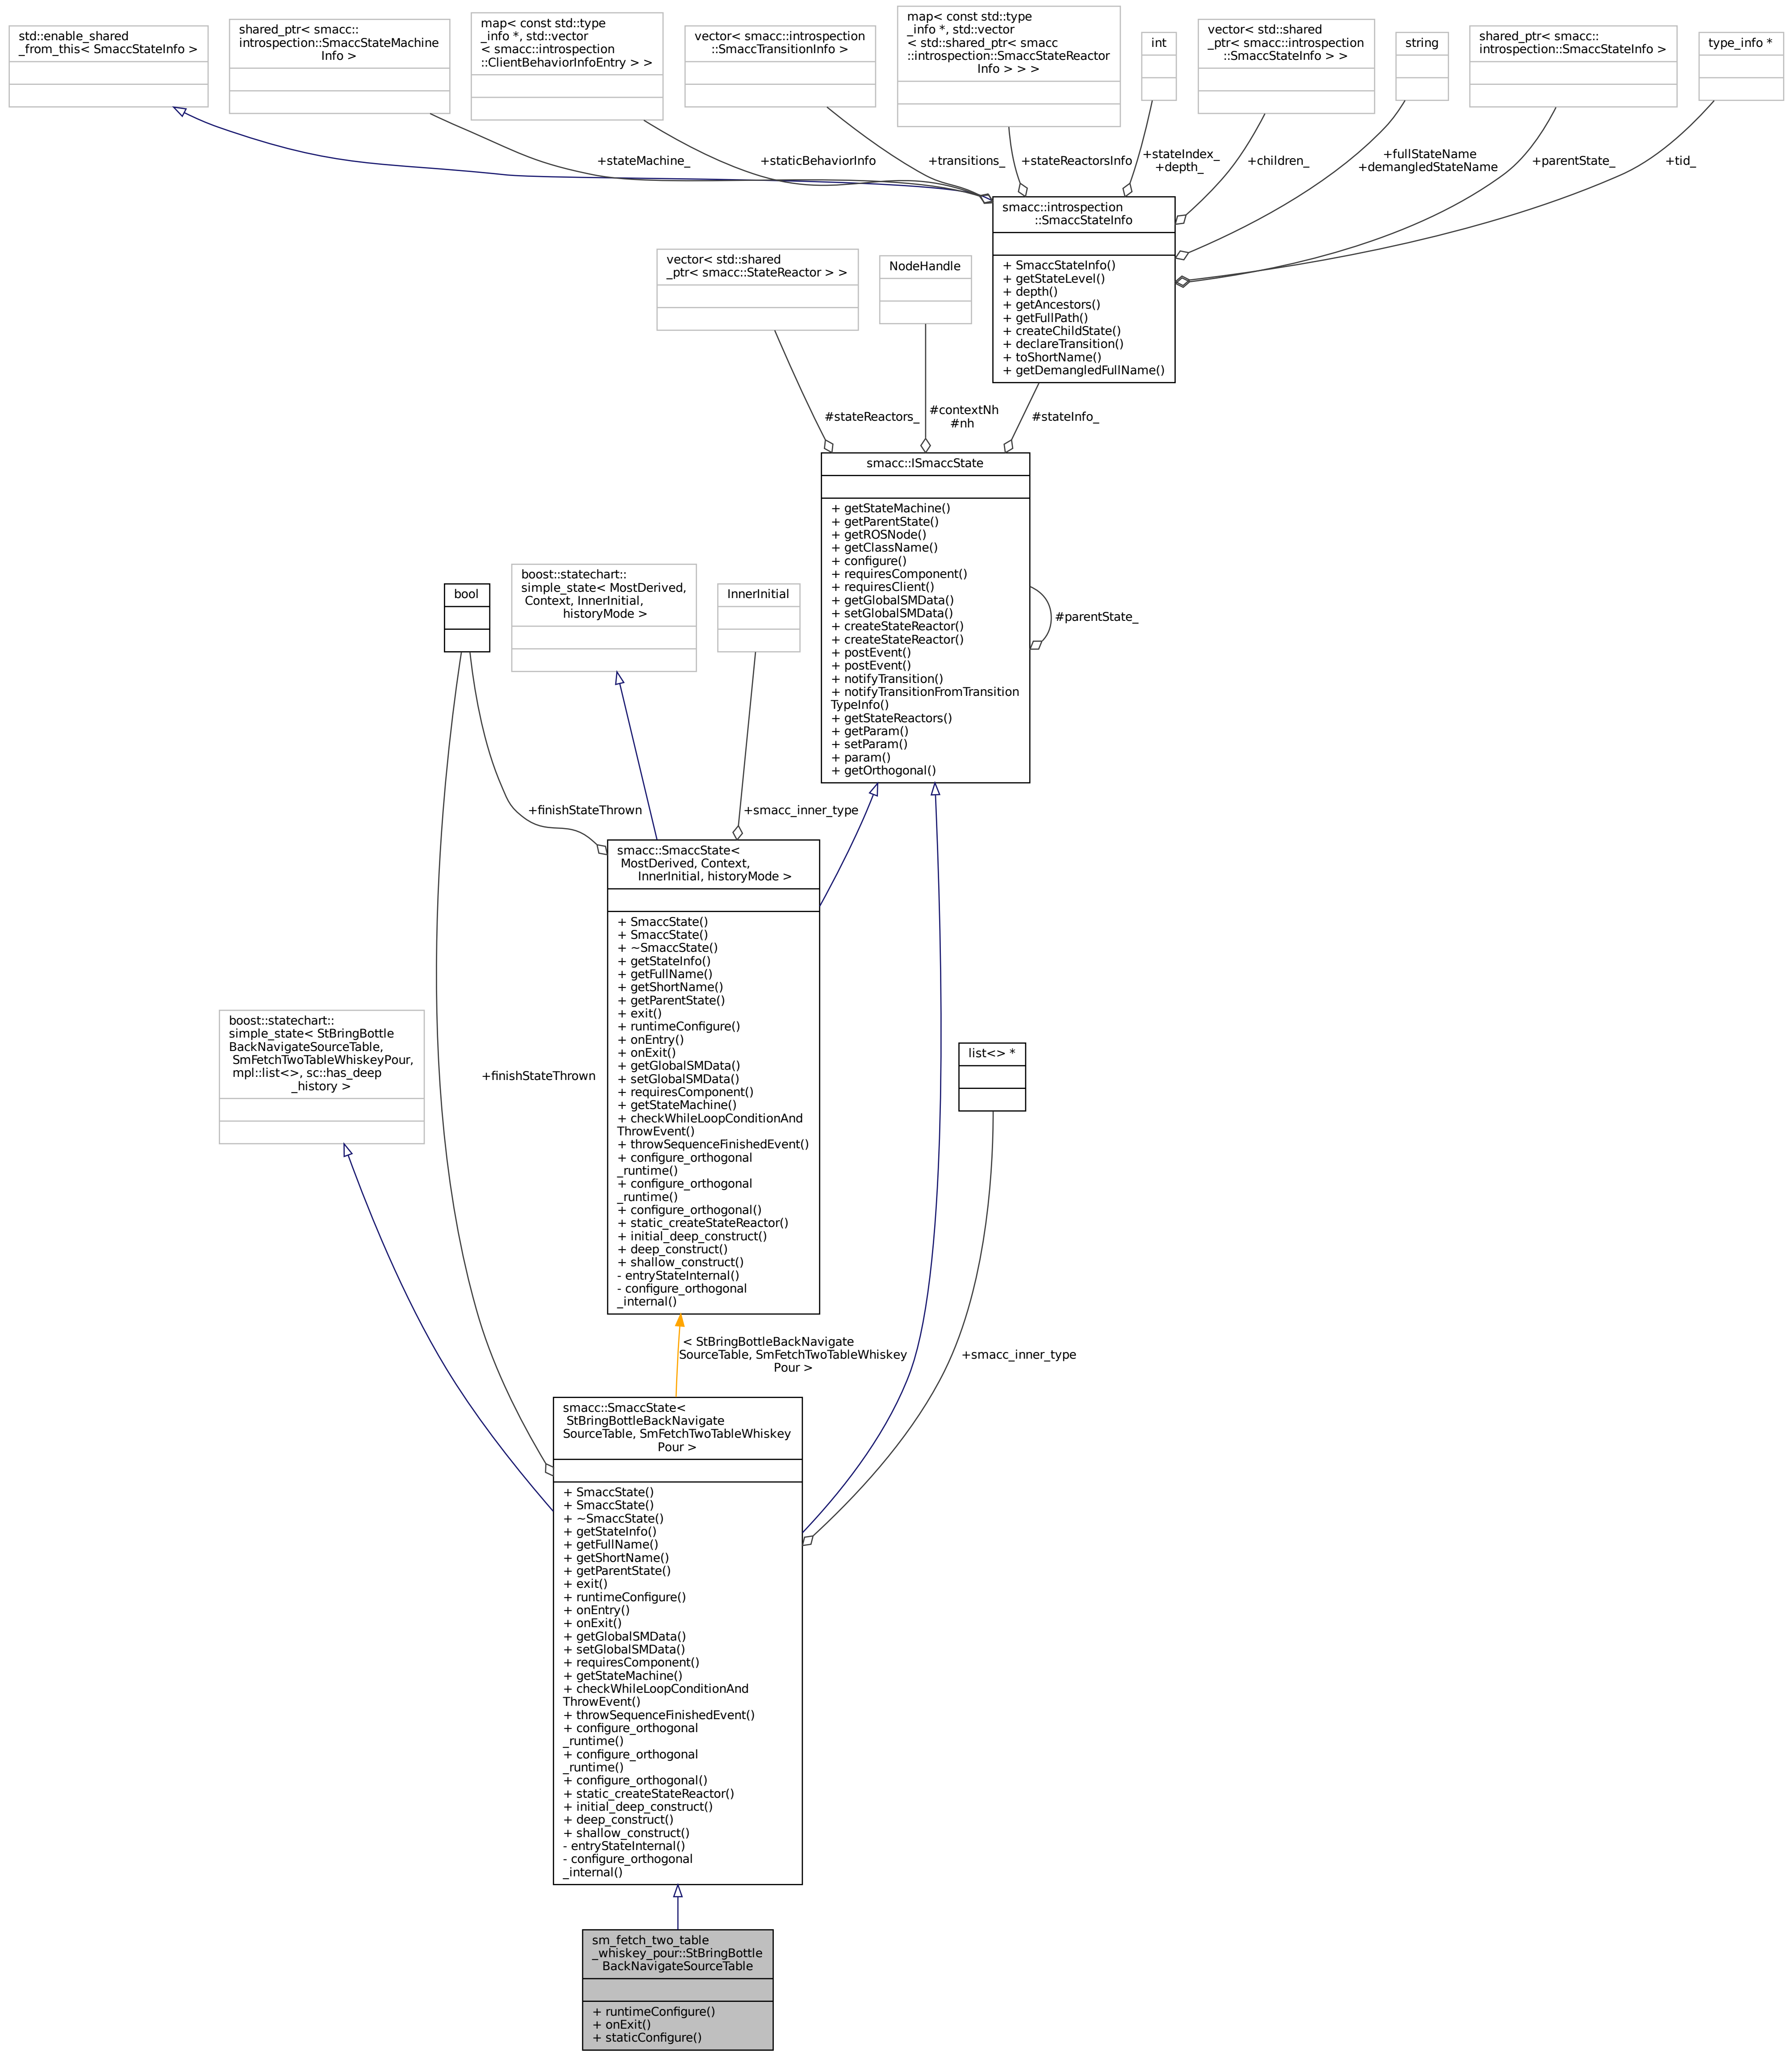 std::enable_shared
_from_this< SmaccStateInfo >
shared_ptr< smacc::
introspection::SmaccStateMachine
Info >
map< const std::type
_info *, std::vector
< smacc::introspection
::ClientBehaviorInfoEntry > >
vector< smacc::introspection
::SmaccTransitionInfo >
map< const std::type
_info *, std::vector
< std::shared_ptr< smacc
::introspection::SmaccStateReactor
Info > > >
int
vector< std::shared
_ptr< smacc::introspection
::SmaccStateInfo > >
string
shared_ptr< smacc::
introspection::SmaccStateInfo >
type_info *
+stateMachine_
+staticBehaviorInfo
+transitions_
+stateReactorsInfo
+stateIndex_
+depth_
+children_
+fullStateName
+demangledStateName
+parentState_
+tid_
smacc::introspection
::SmaccStateInfo
+ SmaccStateInfo()
+ getStateLevel()
+ depth()
+ getAncestors()
+ getFullPath()
+ createChildState()
+ declareTransition()
+ toShortName()
+ getDemangledFullName()
vector< std::shared
_ptr< smacc::StateReactor > >
NodeHandle
#stateReactors_
#contextNh
#nh
#stateInfo_
smacc::ISmaccState
+ getStateMachine()
+ getParentState()
+ getROSNode()
+ getClassName()
+ configure()
+ requiresComponent()
+ requiresClient()
+ getGlobalSMData()
+ setGlobalSMData()
+ createStateReactor()
+ createStateReactor()
+ postEvent()
+ postEvent()
+ notifyTransition()
+ notifyTransitionFromTransition
TypeInfo()
+ getStateReactors()
+ getParam()
+ setParam()
+ param()
+ getOrthogonal()
#parentState_
bool
boost::statechart::
simple_state< MostDerived,
Context, InnerInitial,
historyMode >
InnerInitial
+finishStateThrown
+smacc_inner_type
smacc::SmaccState<
MostDerived, Context,
InnerInitial, historyMode >
+ SmaccState()
+ SmaccState()
+ ~SmaccState()
+ getStateInfo()
+ getFullName()
+ getShortName()
+ getParentState()
+ exit()
+ runtimeConfigure()
+ onEntry()
+ onExit()
+ getGlobalSMData()
+ setGlobalSMData()
+ requiresComponent()
+ getStateMachine()
+ checkWhileLoopConditionAnd
ThrowEvent()
+ throwSequenceFinishedEvent()
+ configure_orthogonal
_runtime()
+ configure_orthogonal
_runtime()
+ configure_orthogonal()
+ static_createStateReactor()
+ initial_deep_construct()
+ deep_construct()
+ shallow_construct()
- entryStateInternal()
- configure_orthogonal
_internal()
boost::statechart::
simple_state< StBringBottle
BackNavigateSourceTable,
SmFetchTwoTableWhiskeyPour,
mpl::list<>, sc::has_deep
_history >
+finishStateThrown
list<> *
< StBringBottleBackNavigate
SourceTable, SmFetchTwoTableWhiskey
Pour >
+smacc_inner_type
smacc::SmaccState<
StBringBottleBackNavigate
SourceTable, SmFetchTwoTableWhiskey
Pour >
+ SmaccState()
+ SmaccState()
+ ~SmaccState()
+ getStateInfo()
+ getFullName()
+ getShortName()
+ getParentState()
+ exit()
+ runtimeConfigure()
+ onEntry()
+ onExit()
+ getGlobalSMData()
+ setGlobalSMData()
+ requiresComponent()
+ getStateMachine()
+ checkWhileLoopConditionAnd
ThrowEvent()
+ throwSequenceFinishedEvent()
+ configure_orthogonal
_runtime()
+ configure_orthogonal
_runtime()
+ configure_orthogonal()
+ static_createStateReactor()
+ initial_deep_construct()
+ deep_construct()
+ shallow_construct()
- entryStateInternal()
- configure_orthogonal
_internal()
sm_fetch_two_table
_whiskey_pour::StBringBottle
BackNavigateSourceTable
+ runtimeConfigure()
+ onExit()
+ staticConfigure()